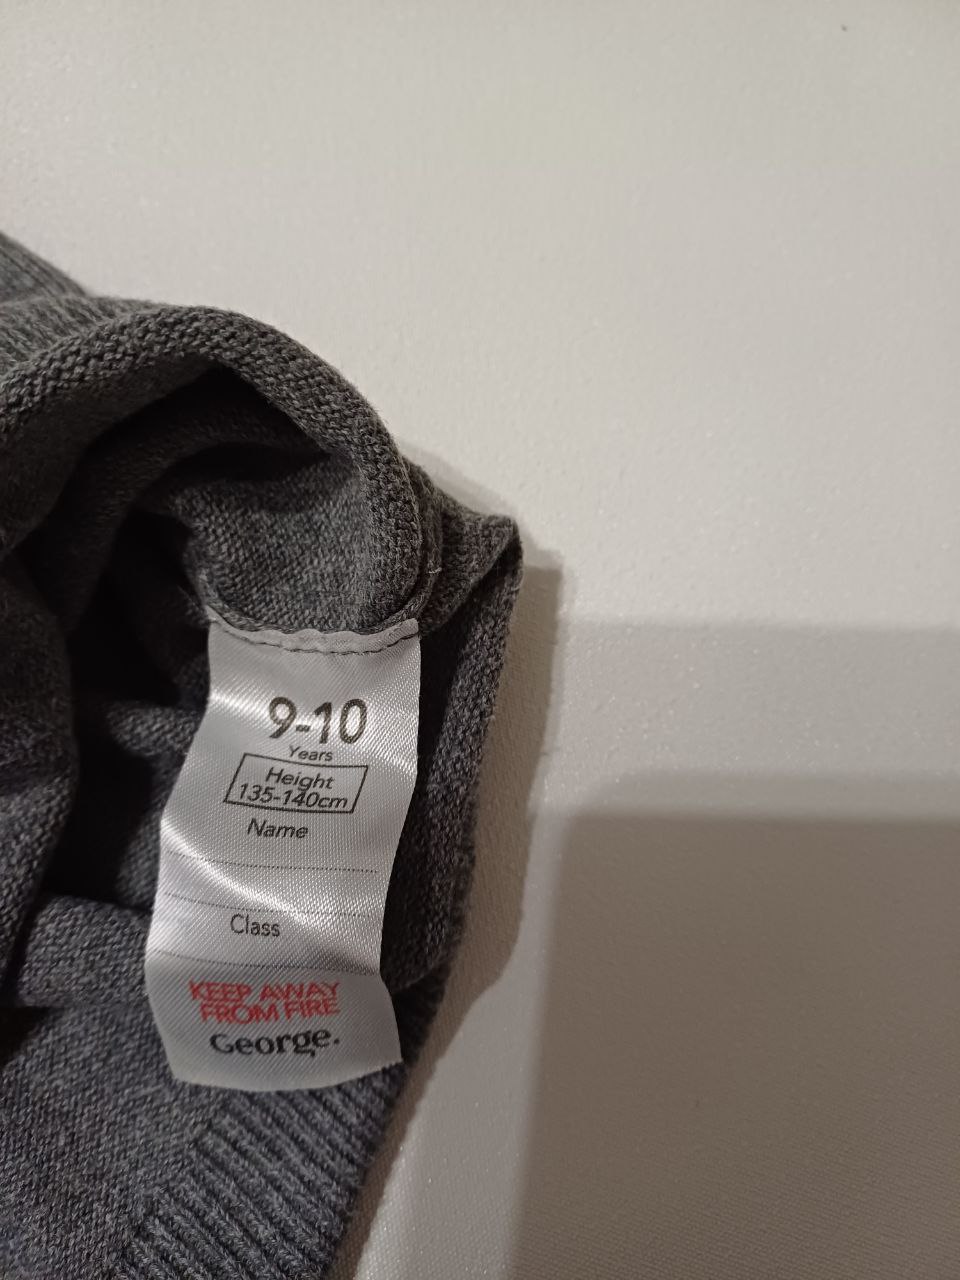 9-10
Years
Height
135-140cm
Name
Class
KEEP AWAY
FROM FIRE
George.